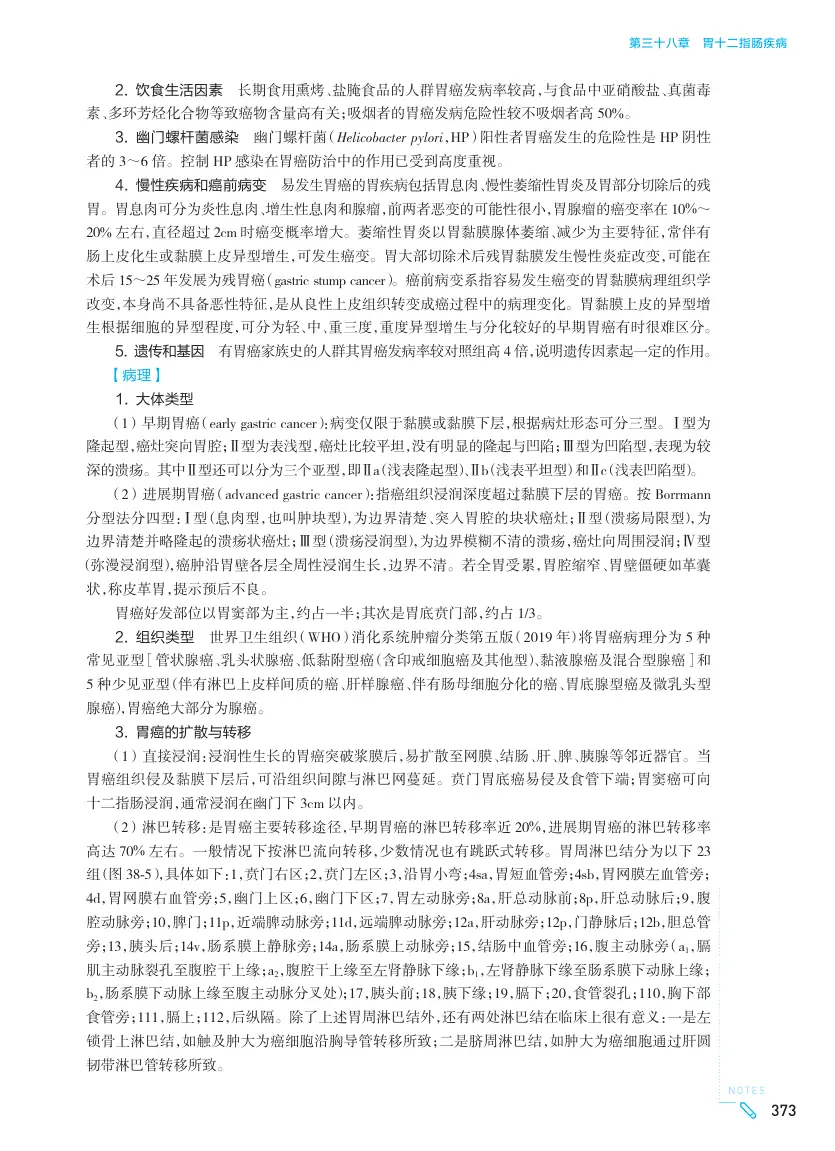 第三十八章　胃十二指肠疾病
2. 饮食生活因素　长期食用熏烤、盐腌食品的人群胃癌发病率较高,与食品中亚硝酸盐、真菌毒
素、多环芳烃化合物等致癌物含量高有关;吸烟者的胃癌发病危险性较不吸烟者高 50%。
3. 幽门螺杆菌感染　幽门螺杆菌(Helicobacter pylori,HP)阳性者胃癌发生的危险性是 HP 阴性
者的 3～6 倍。控制 HP 感染在胃癌防治中的作用已受到高度重视。
4. 慢性疾病和癌前病变　易发生胃癌的胃疾病包括胃息肉、慢性萎缩性胃炎及胃部分切除后的残
胃。胃息肉可分为炎性息肉、增生性息肉和腺瘤,前两者恶变的可能性很小,胃腺瘤的癌变率在 10%～
20% 左右,直径超过 2cm 时癌变概率增大。萎缩性胃炎以胃黏膜腺体萎缩、减少为主要特征,常伴有
肠上皮化生或黏膜上皮异型增生,可发生癌变。胃大部切除术后残胃黏膜发生慢性炎症改变,可能在
术后 15～25 年发展为残胃癌(gastric stump cancer)。癌前病变系指容易发生癌变的胃黏膜病理组织学
改变,本身尚不具备恶性特征,是从良性上皮组织转变成癌过程中的病理变化。胃黏膜上皮的异型增
生根据细胞的异型程度,可分为轻、中、重三度,重度异型增生与分化较好的早期胃癌有时很难区分。
5. 遗传和基因　有胃癌家族史的人群其胃癌发病率较对照组高 4 倍,说明遗传因素起一定的作用。
【病理】
1. 大体类型
(1) 早期胃癌(early gastric cancer):病变仅限于黏膜或黏膜下层,根据病灶形态可分三型。Ⅰ型为
隆起型,癌灶突向胃腔;Ⅱ型为表浅型,癌灶比较平坦,没有明显的隆起与凹陷;Ⅲ型为凹陷型,表现为较
深的溃疡。其中Ⅱ型还可以分为三个亚型,即Ⅱa(浅表隆起型)、Ⅱb(浅表平坦型)和Ⅱc(浅表凹陷型)。
(2) 进展期胃癌(advanced gastric cancer):指癌组织浸润深度超过黏膜下层的胃癌。按 Borrmann
分型法分四型:Ⅰ型(息肉型,也叫肿块型),为边界清楚、突入胃腔的块状癌灶;Ⅱ型(溃疡局限型),为
边界清楚并略隆起的溃疡状癌灶;Ⅲ型(溃疡浸润型),为边界模糊不清的溃疡,癌灶向周围浸润;Ⅳ型
(弥漫浸润型),癌肿沿胃壁各层全周性浸润生长,边界不清。若全胃受累,胃腔缩窄、胃壁僵硬如革囊
状,称皮革胃,提示预后不良。
胃癌好发部位以胃窦部为主,约占一半;其次是胃底贲门部,约占 1/3。
2. 组织类型　世界卫生组织(WHO)消化系统肿瘤分类第五版(2019 年)将胃癌病理分为 5 种
常见亚型[管状腺癌、乳头状腺癌、低黏附型癌(含印戒细胞癌及其他型)、黏液腺癌及混合型腺癌]和
5 种少见亚型(伴有淋巴上皮样间质的癌、肝样腺癌、伴有肠母细胞分化的癌、胃底腺型癌及微乳头型
腺癌),胃癌绝大部分为腺癌。
3. 胃癌的扩散与转移
(1) 直接浸润:浸润性生长的胃癌突破浆膜后,易扩散至网膜、结肠、肝、脾、胰腺等邻近器官。当
胃癌组织侵及黏膜下层后,可沿组织间隙与淋巴网蔓延。贲门胃底癌易侵及食管下端;胃窦癌可向
十二指肠浸润,通常浸润在幽门下 3cm 以内。
(2) 淋巴转移:是胃癌主要转移途径,早期胃癌的淋巴转移率近 20%,进展期胃癌的淋巴转移率
高达 70% 左右。一般情况下按淋巴流向转移,少数情况也有跳跃式转移。胃周淋巴结分为以下 23
组(图 38-5),具体如下:1,贲门右区;2,贲门左区;3,沿胃小弯;4sa,胃短血管旁;4sb,胃网膜左血管旁;
4d,胃网膜右血管旁;5,幽门上区;6,幽门下区;7,胃左动脉旁;8a,肝总动脉前;8p,肝总动脉后;9,腹
腔动脉旁;10,脾门;11p,近端脾动脉旁;11d,远端脾动脉旁;12a,肝动脉旁;12p,门静脉后;12b,胆总管
旁;13,胰头后;14v,肠系膜上静脉旁;14a,肠系膜上动脉旁;15,结肠中血管旁;16,腹主动脉旁(a₁,膈
肌主动脉裂孔至腹腔干上缘;a₂,腹腔干上缘至左肾静脉下缘;b₁,左肾静脉下缘至肠系膜下动脉上缘;
b₂,肠系膜下动脉上缘至腹主动脉分叉处);17,胰头前;18,胰下缘;19,膈下;20,食管裂孔;110,胸下部
食管旁;111,膈上;112,后纵隔。除了上述胃周淋巴结外,还有两处淋巴结在临床上很有意义:一是左
锁骨上淋巴结,如触及肿大为癌细胞沿胸导管转移所致;二是脐周淋巴结,如肿大为癌细胞通过肝圆
韧带淋巴管转移所致。
NOTES
373